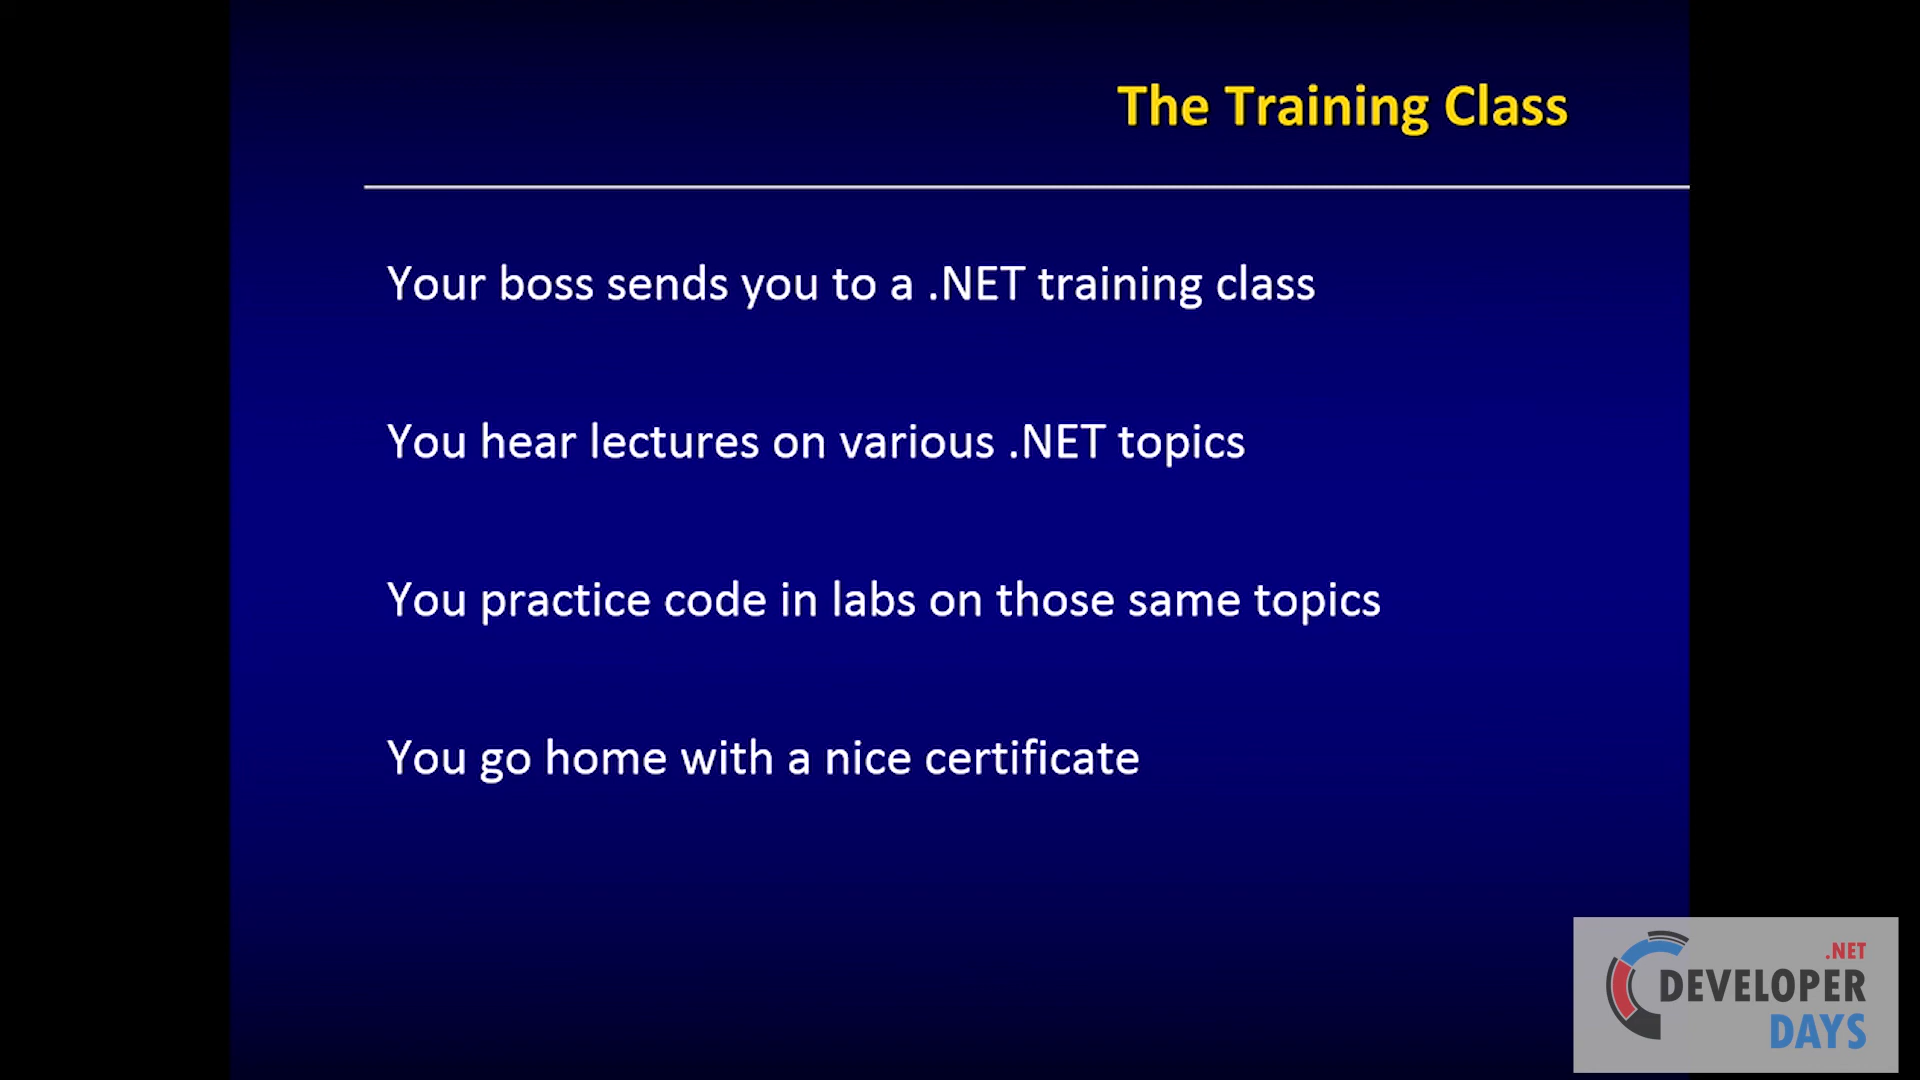 The Training Class
Your boss sends you to a .NET training class
You hear lectures on various .NET topics
You practice code in labs on those same topics
You go home with a nice certificate
.NET
DEVELOPER
DAYS